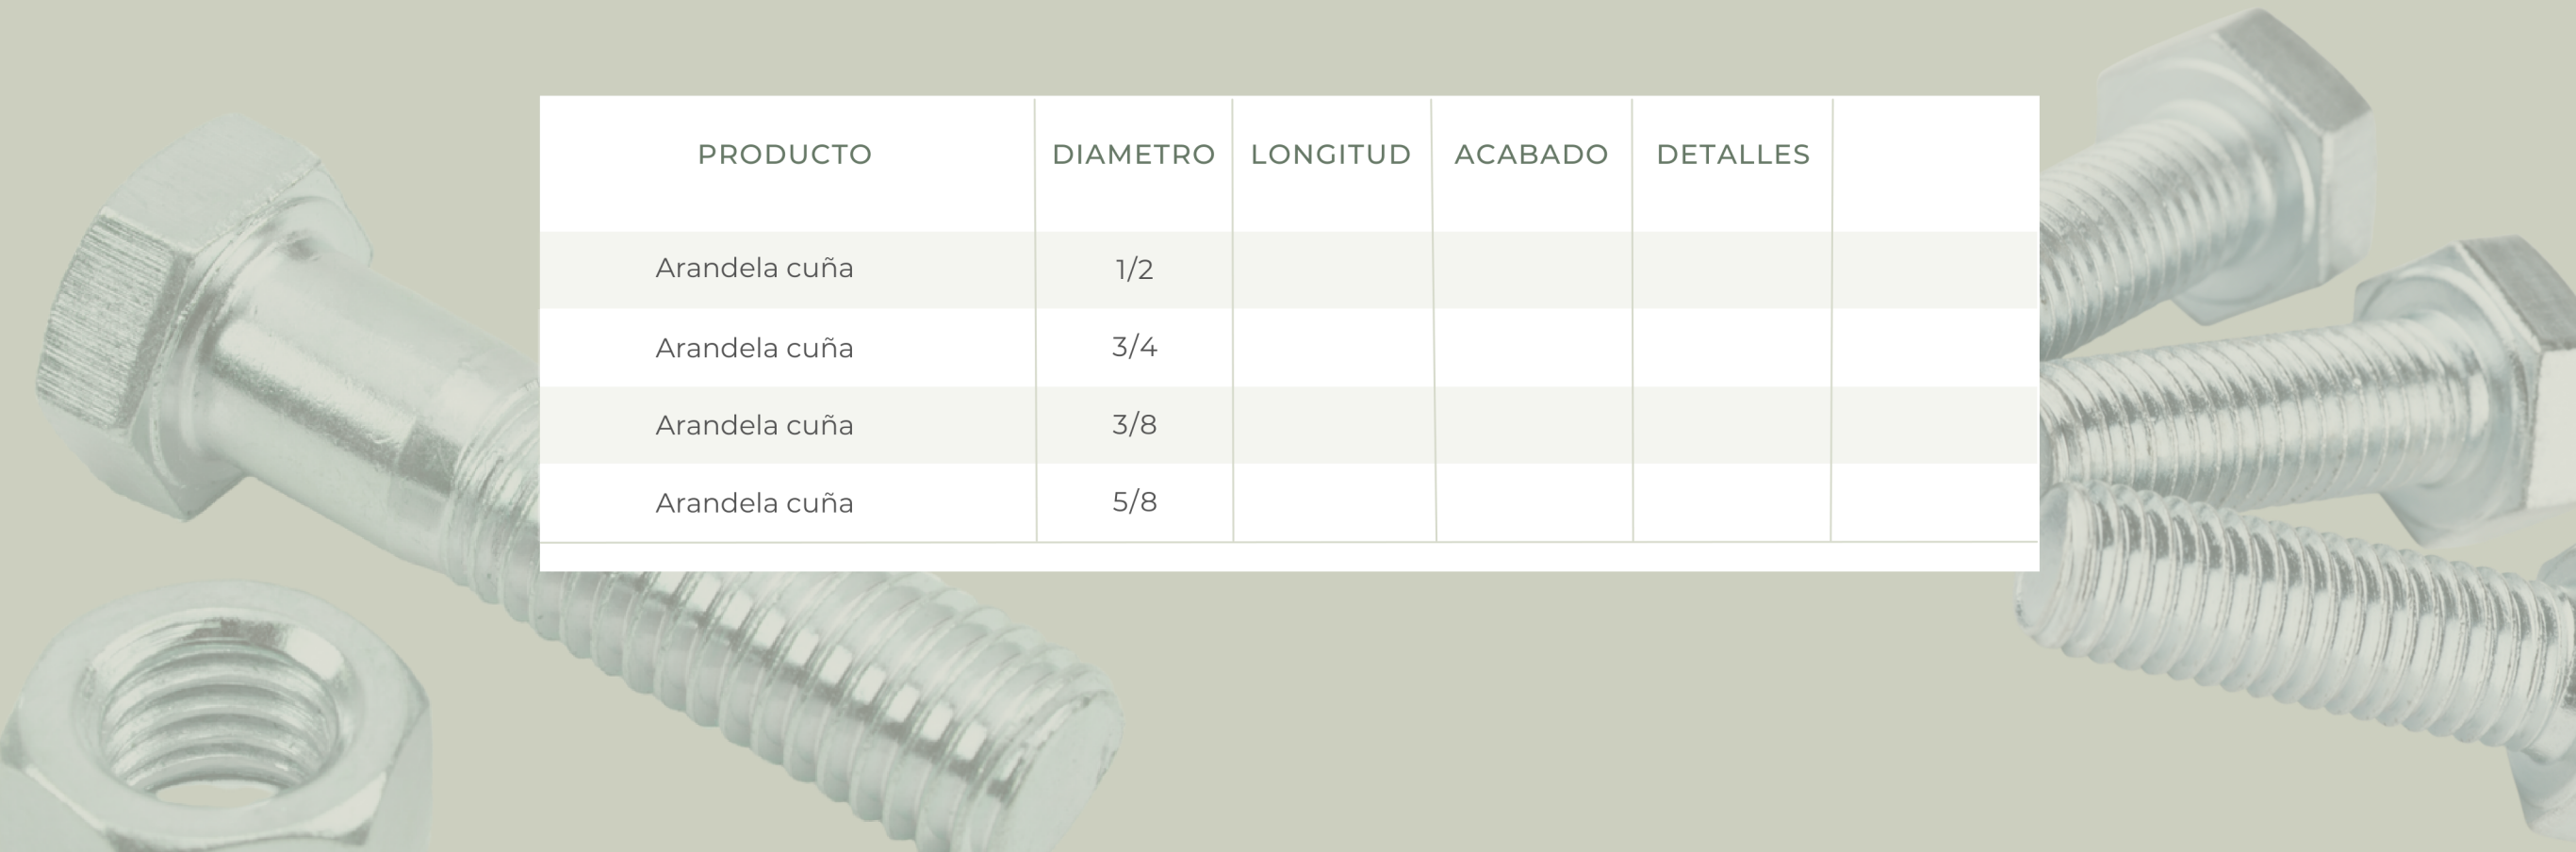 PRODUCTO DIAMETRO LONGITUD ACABADO DETALLES
Arandela cuña 1/2
Arandela cuña 3/4
Arandela cuña 3/8
Arandela cuña 5/8